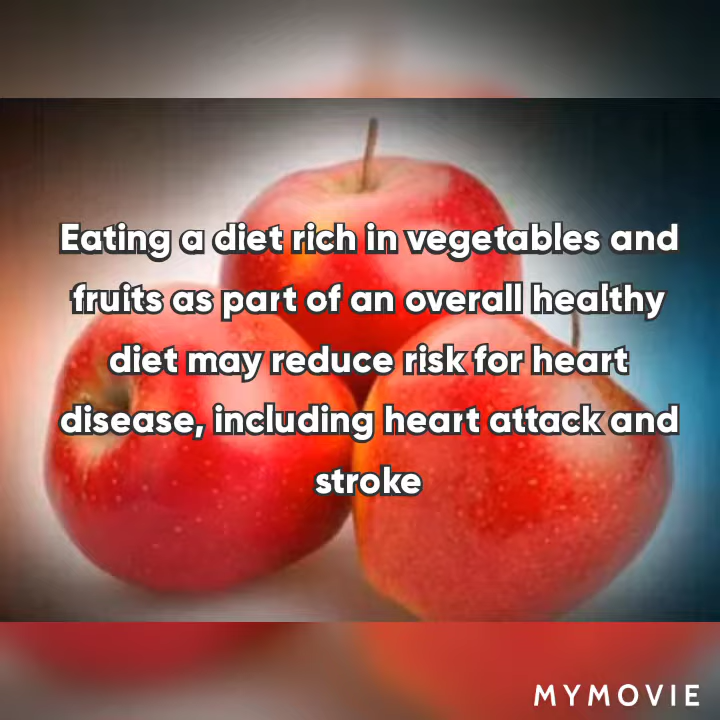 Eating a diet rich in vegetables and
fruits as part of an overall healthy
diet may reduce risk for heart
disease, including heart attack and
stroke
MYMOVIE